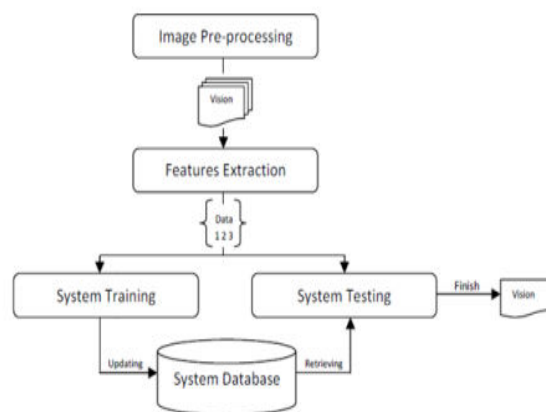 Image Pre-processing
Vision
Features Extraction
Data
1 2 3
System Training
System Testing
Finish
Vision
Updating
System Database
Retrieving